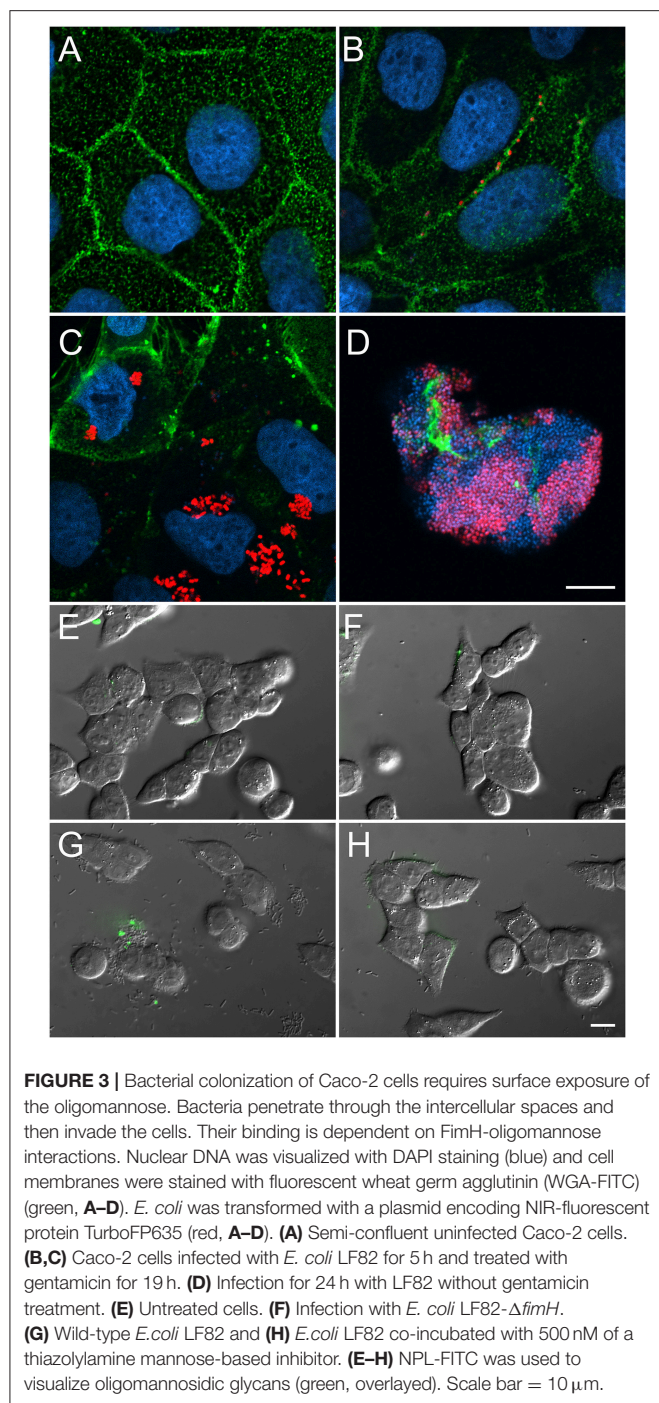 A
B
C
D
E
F
G
H
FIGURE 3 | Bacterial colonization of Caco-2 cells requires surface exposure of
the oligomannose. Bacteria penetrate through the intercellular spaces and
then invade the cells. Their binding is dependent on FimH-oligomannose
interactions. Nuclear DNA was visualized with DAPI staining (blue) and cell
membranes were stained with fluorescent wheat germ agglutinin (WGA-FITC)
(green, A–D). E. coli was transformed with a plasmid encoding NIR-fluorescent
protein TurboFP635 (red, A–D). (A) Semi-confluent uninfected Caco-2 cells.
(B,C) Caco-2 cells infected with E. coli LF82 for 5 h and treated with
gentamicin for 19 h. (D) Infection for 24 h with LF82 without gentamicin
treatment. (E) Untreated cells. (F) Infection with E. coli LF82-ΔfimH.
(G) Wild-type E.coli LF82 and (H) E.coli LF82 co-incubated with 500 nM of a
thiazolylamine mannose-based inhibitor. (E–H) NPL-FITC was used to
visualize oligomannosidic glycans (green, overlayed). Scale bar = 10 μm.